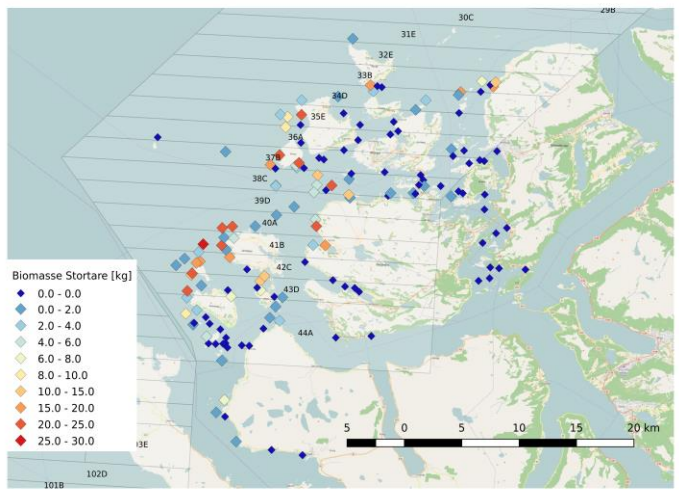 29B
30C
31E
32E
33B
34D
35E
36A
37B
38C
39D
40A
41B
42C
43D
44A
Biomasse Stortare [kg]
0.0 - 0.0
0.0 - 2.0
2.0 - 4.0
4.0 - 6.0
6.0 - 8.0
8.0 - 10.0
10.0 - 15.0
15.0 - 20.0
20.0 - 25.0
25.0 - 30.0
5 0 5 10 15 20 km
03E
102D
101B